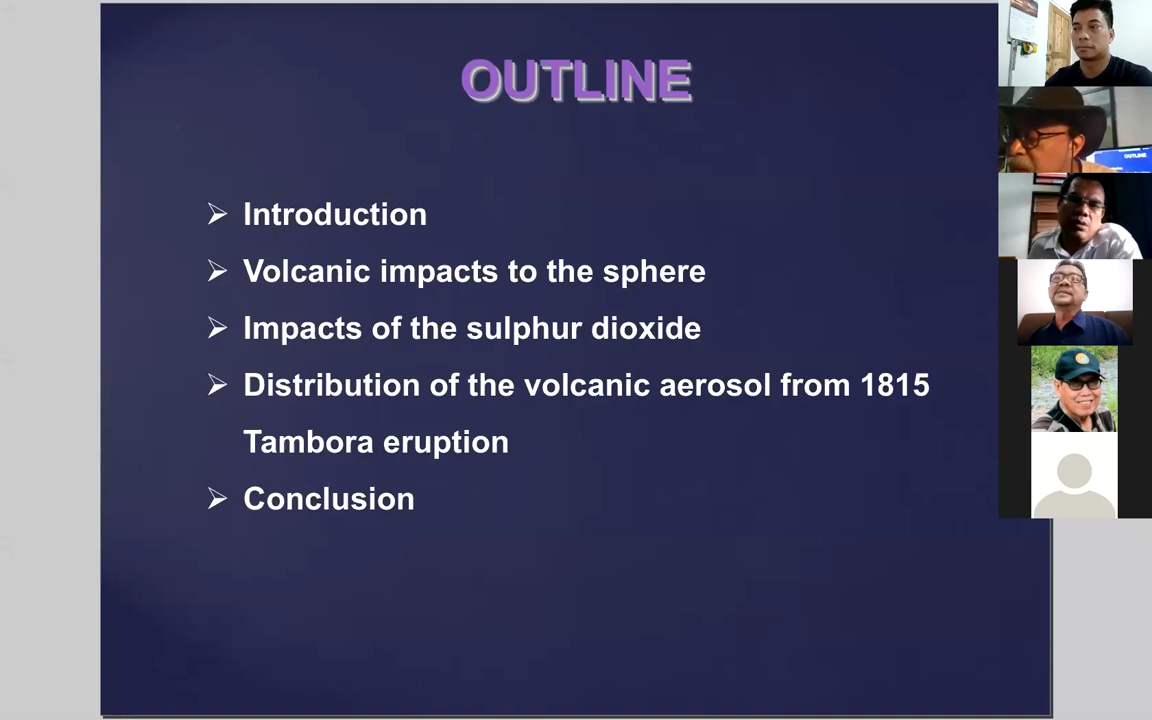 OUTLINE
Introduction
Volcanic impacts to the sphere
Impacts of the sulphur dioxide
Distribution of the volcanic aerosol from 1815
Tambora eruption
Conclusion
OUTLINE